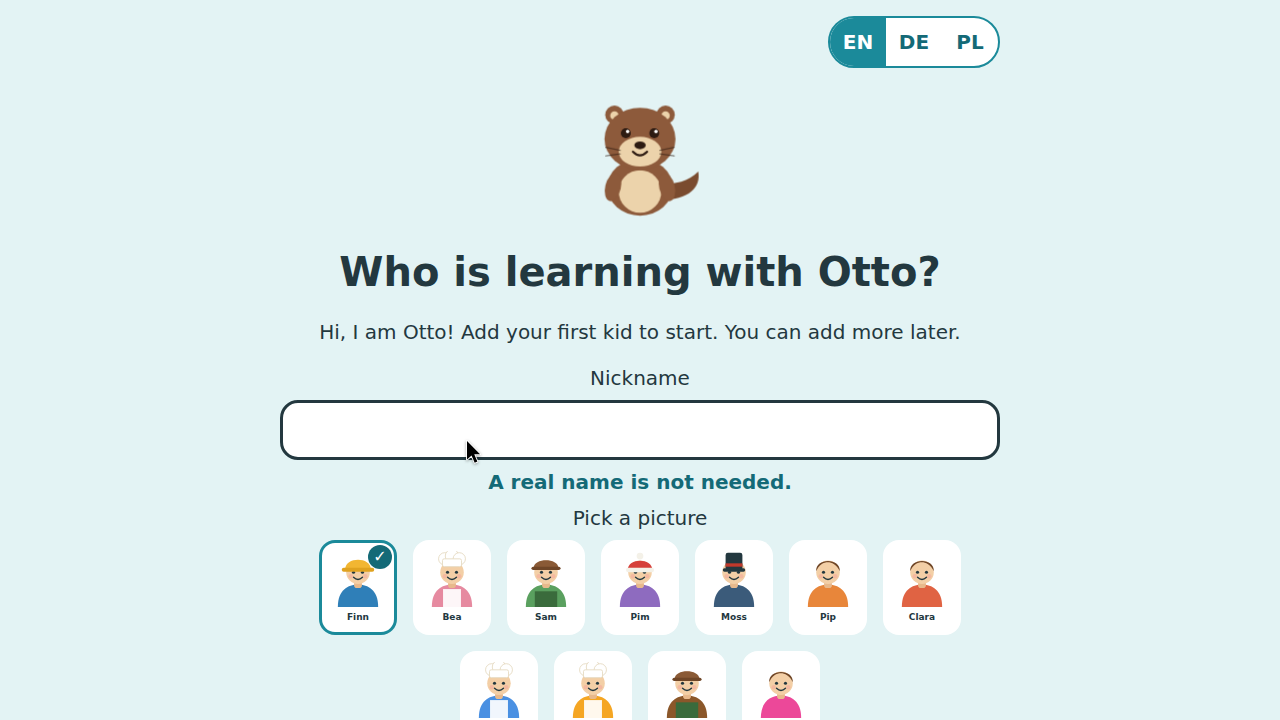 EN DE PL
Who is learning with Otto?
Hi, I am Otto! Add your first kid to start. You can add more later.
Nickname
A real name is not needed.
Pick a picture
Finn Bea Sam Pim Moss Pip Clara